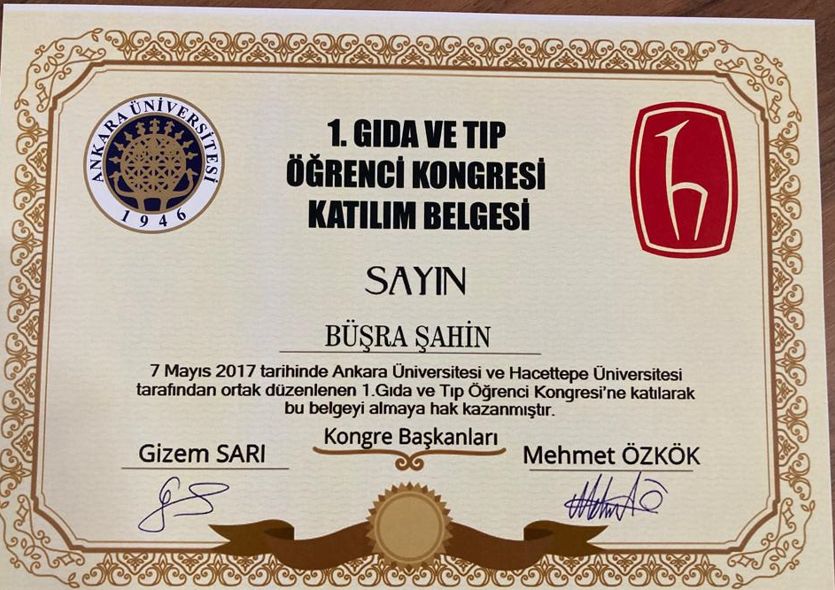 ANKARA ÜNİVERSİTESİ
1946
1. GIDA VE TIP
ÖĞRENCİ KONGRESİ
KATILIM BELGESİ
SAYIN
BÜŞRA ŞAHİN
7 Mayıs 2017 tarihinde Ankara Üniversitesi ve Hacettepe Üniversitesi
tarafından ortak düzenlenen 1.Gıda ve Tıp Öğrenci Kongresi'ne katılarak
bu belgeyi almaya hak kazanmıştır.
Kongre Başkanları
Gizem SARI
Mehmet ÖZKÖK